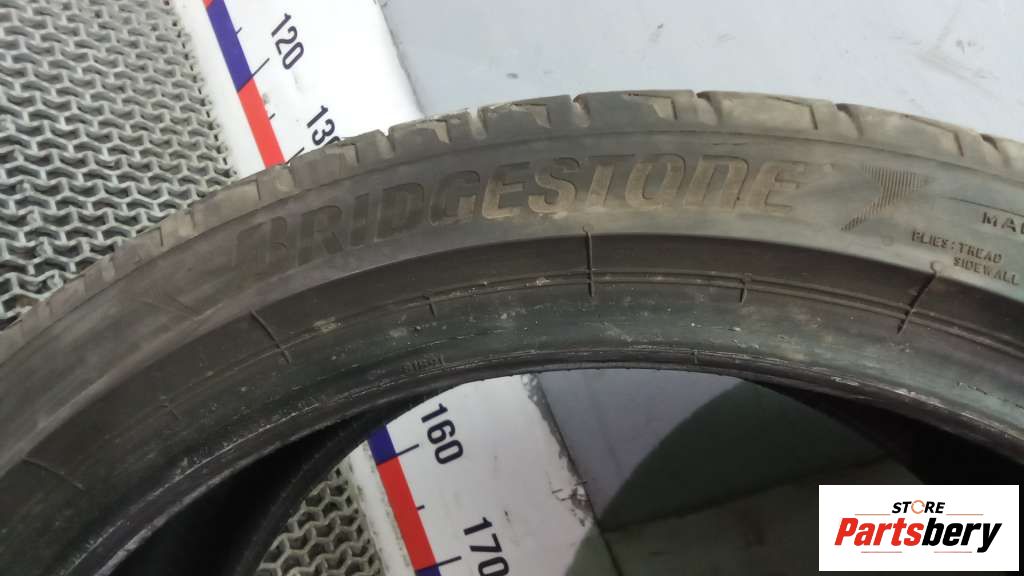 120
BRIDGESTONE
PLIES: TREAD
SIDEWALL
160
170
STORE
Partsbery